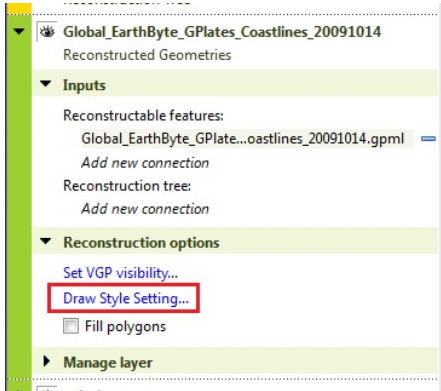 Global_EarthByte_GPlates_Coastlines_20091014
Reconstructed Geometries
Inputs
Reconstructable features:
Global_EarthByte_GPlate...oastlines_20091014.gpml
Add new connection
Reconstruction tree:
Add new connection
Reconstruction options
Set VGP visibility...
Draw Style Setting...
Fill polygons
Manage layer